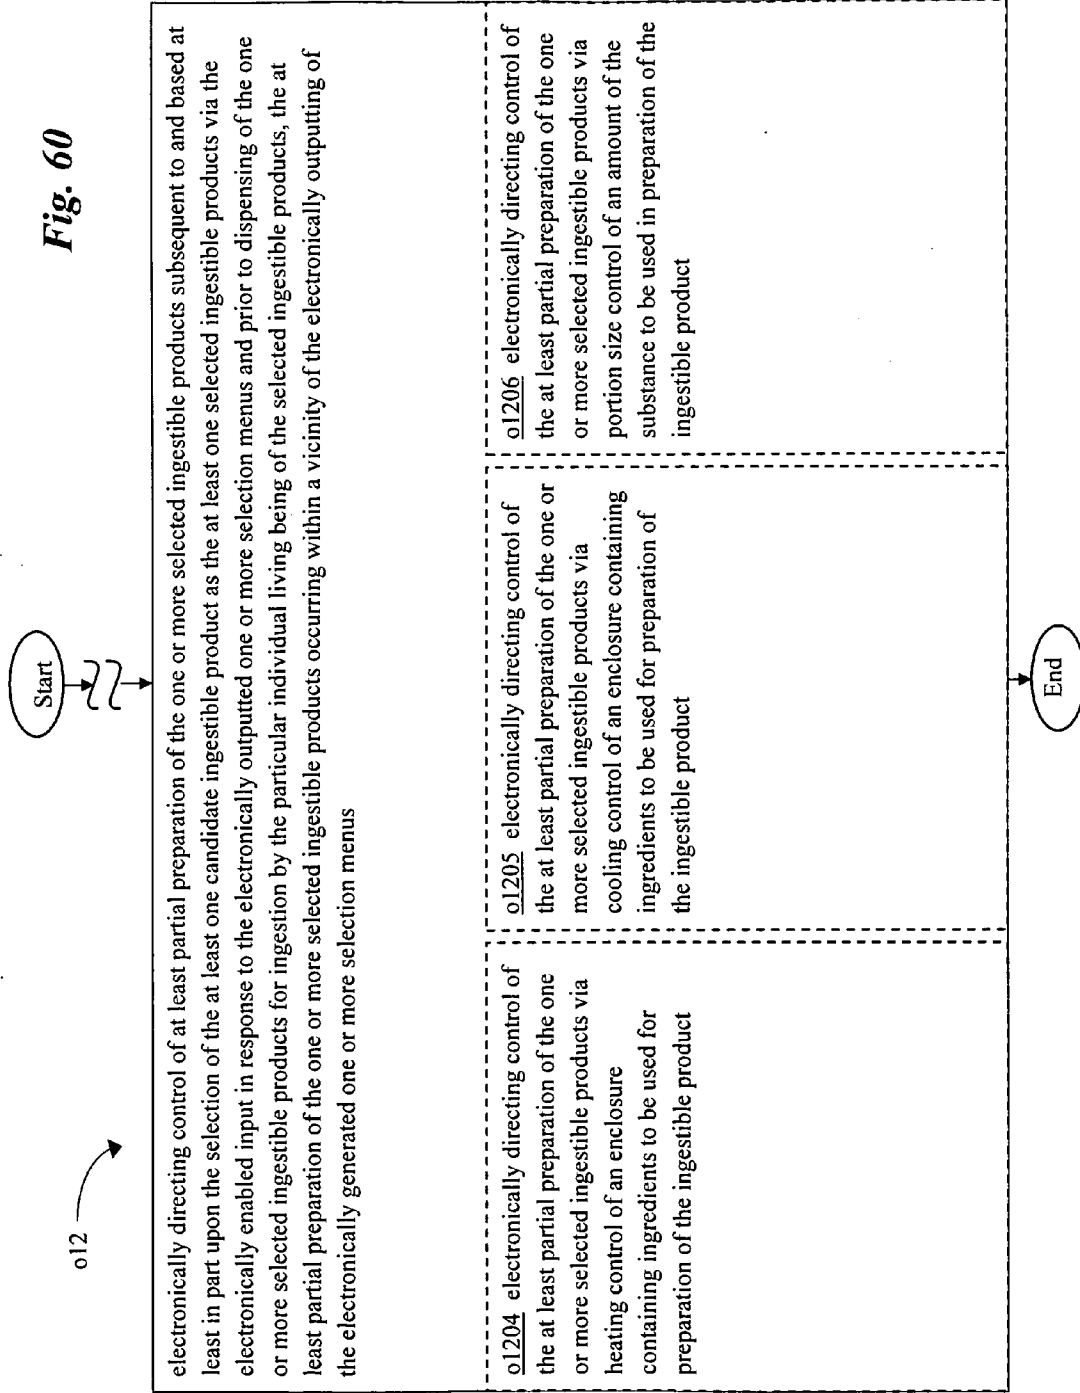 Fig. 60
Start
o12
electronically directing control of at least partial preparation of the one or more selected ingestible products subsequent to and based at
least in part upon the selection of the at least one candidate ingestible product as the at least one selected ingestible products via the
electronically enabled input in response to the electronically outputted one or more selection menus and prior to dispensing of the one
or more selected ingestible products for ingestion by the particular individual living being of the selected ingestible products, the at
least partial preparation of the one or more selected ingestible products occurring within a vicinity of the electronically outputting of
the electronically generated one or more selection menus
o1204 electronically directing control of
the at least partial preparation of the one
or more selected ingestible products via
heating control of an enclosure
containing ingredients to be used for
preparation of the ingestible product
o1205 electronically directing control of
the at least partial preparation of the one or
more selected ingestible products via
cooling control of an enclosure containing
ingredients to be used for preparation of
the ingestible product
o1206 electronically directing control of
the at least partial preparation of the one
or more selected ingestible products via
portion size control of an amount of the
substance to be used in preparation of the
ingestible product
End